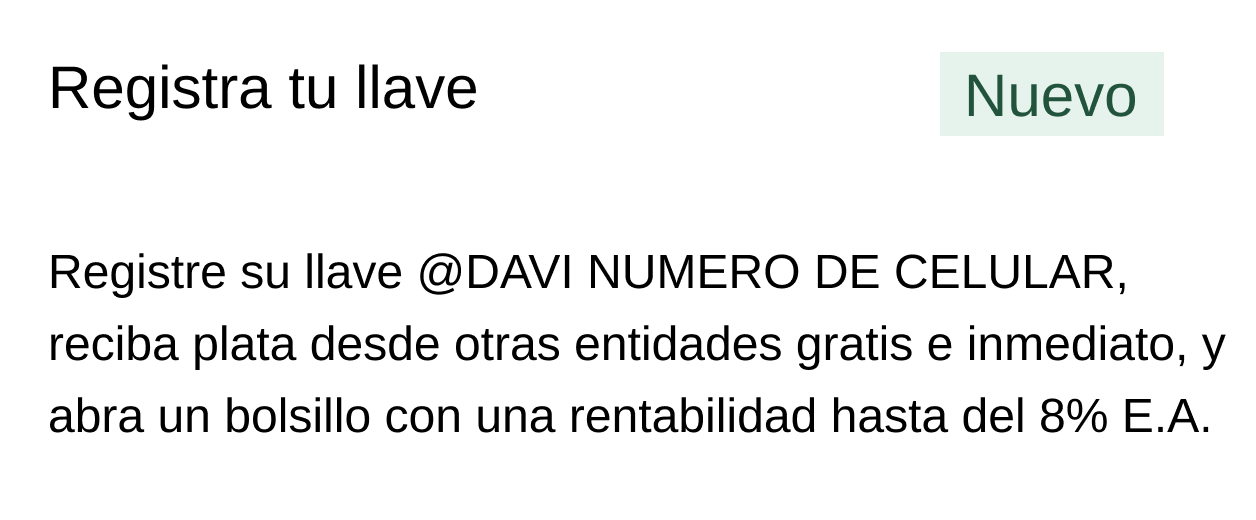 Registra tu llave
Nuevo
Registre su llave @DAVI NUMERO DE CELULAR,
reciba plata desde otras entidades gratis e inmediato, y
abra un bolsillo con una rentabilidad hasta del 8% E.A.